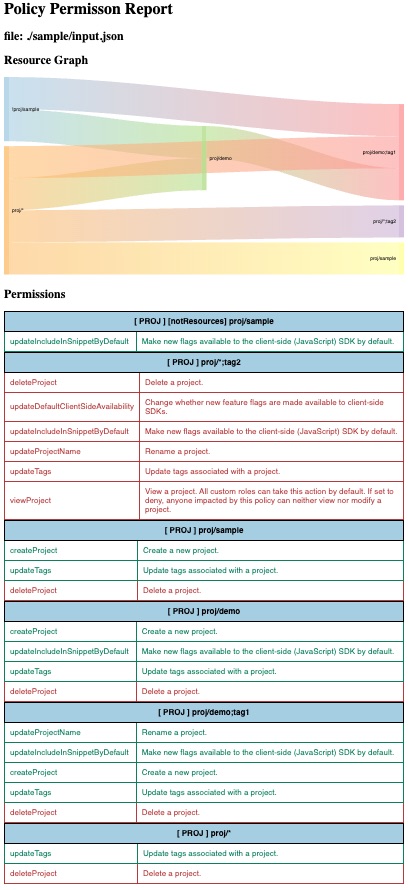 Policy Permisson Report
file: ./sample/input.json
Resource Graph
!proj/sample
proj/demo
proj/demo;tag1
proj/*
proj/*;tag2
proj/sample
Permissions
[ PROJ ] [notResources] proj/sample
updateIncludeInSnippetByDefault Make new flags available to the client-side (JavaScript) SDK by default.
[ PROJ ] proj/*;tag2
deleteProject Delete a project.
updateDefaultClientSideAvailability Change whether new feature flags are made available to client-side
SDKs.
updateIncludeInSnippetByDefault Make new flags available to the client-side (JavaScript) SDK by default.
updateProjectName Rename a project.
updateTags Update tags associated with a project.
viewProject View a project. All custom roles can take this action by default. If set to
deny, anyone impacted by this policy can neither view nor modify a
project.
[ PROJ ] proj/sample
createProject Create a new project.
updateTags Update tags associated with a project.
deleteProject Delete a project.
[ PROJ ] proj/demo
createProject Create a new project.
updateIncludeInSnippetByDefault Make new flags available to the client-side (JavaScript) SDK by default.
updateTags Update tags associated with a project.
deleteProject Delete a project.
[ PROJ ] proj/demo;tag1
updateProjectName Rename a project.
updateIncludeInSnippetByDefault Make new flags available to the client-side (JavaScript) SDK by default.
createProject Create a new project.
updateTags Update tags associated with a project.
deleteProject Delete a project.
[ PROJ ] proj/*
updateTags Update tags associated with a project.
deleteProject Delete a project.